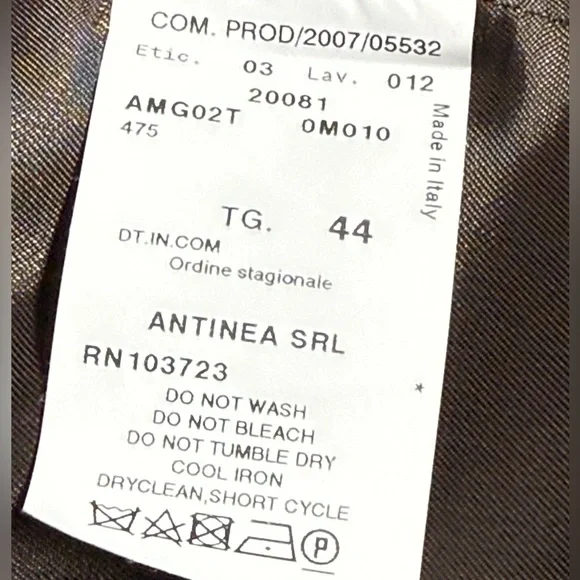 COM. PROD/2007/05532
Etic. 03 Lav. 012
20081
AMG02T 0M010
475
Made in Italy
TG. 44
DT.IN.COM
Ordine stagionale
ANTINEA SRL
RN103723
*
DO NOT WASH
DO NOT BLEACH
DO NOT TUMBLE DRY
COOL IRON
DRYCLEAN,SHORT CYCLE
P